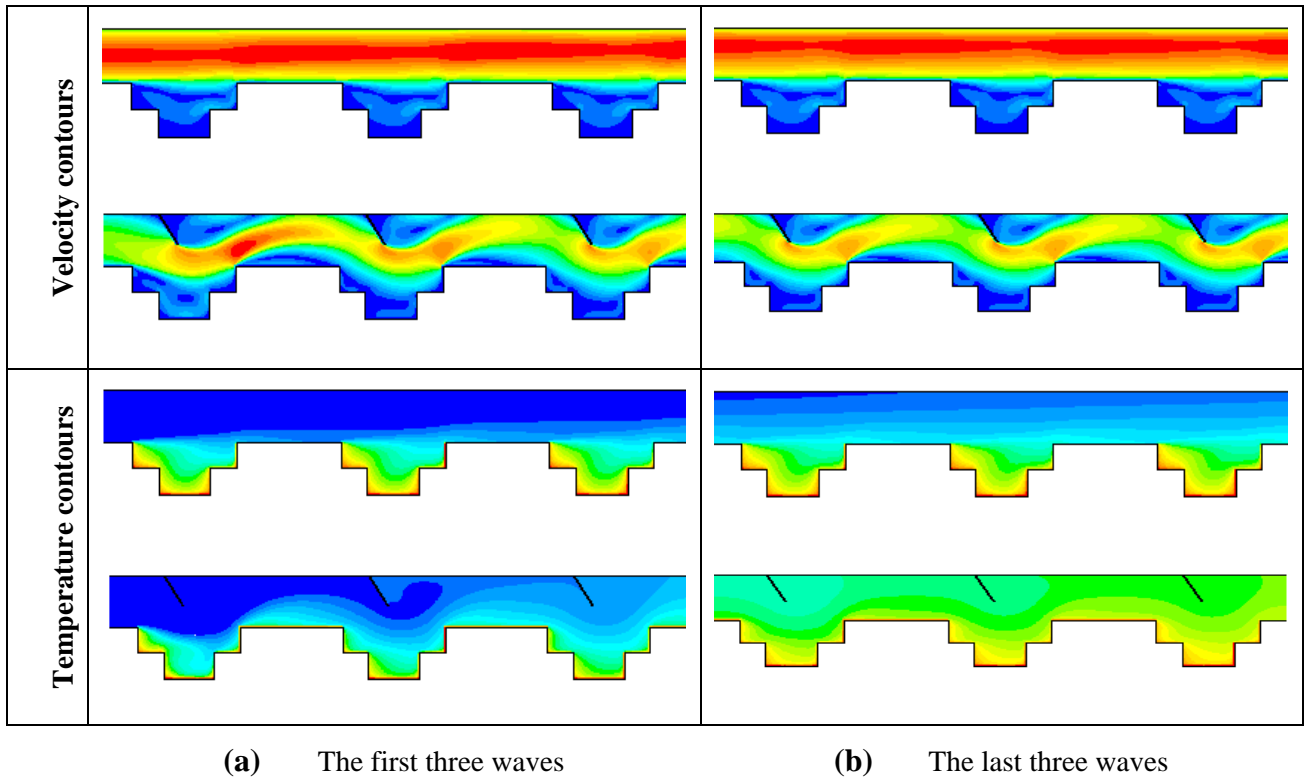 Velocity contours
Temperature contours
(a) The first three waves
(b) The last three waves